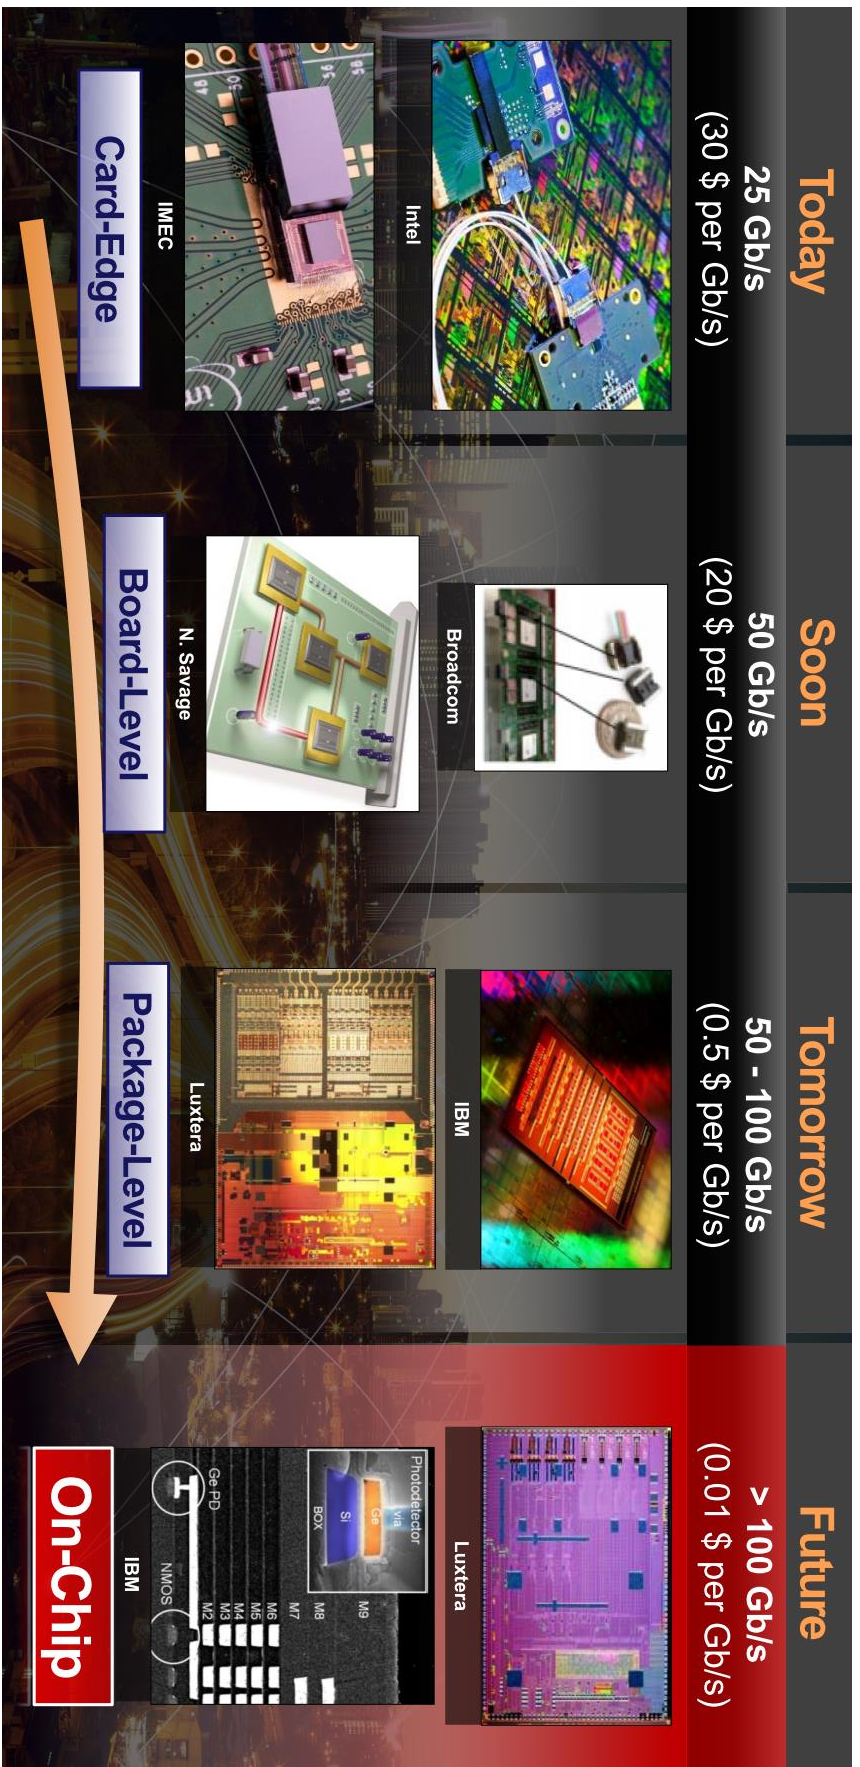 Today
25 Gb/s
(30 $ per Gb/s)
Intel
IMEC
Card-Edge
Soon
50 Gb/s
(20 $ per Gb/s)
Broadcom
N. Savage
Board-Level
Tomorrow
50 - 100 Gb/s
(0.5 $ per Gb/s)
IBM
Luxtera
Package-Level
Future
> 100 Gb/s
(0.01 $ per Gb/s)
Luxtera
Photodetector
via
Ge
Si
BOX
M9
M8
M7
M6
M5
M4
M3
M2
Ge PD
NMOS
IBM
On-Chip